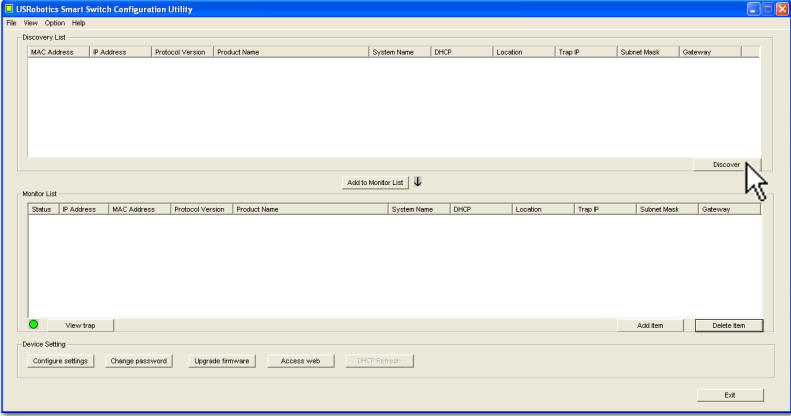 USRobotics Smart Switch Configuration Utility
File View Option Help
Discovery List
MAC Address IP Address Protocol Version Product Name System Name DHCP Location Trap IP Subnet Mask Gateway
Discover
Add to Monitor List
Monitor List
Status IP Address MAC Address Protocol Version Product Name System Name DHCP Location Trap IP Subnet Mask Gateway
View trap Add Item Delete item
Device Setting
Configure settings Change password Upgrade firmware Access web DHCP Refresh
Exit